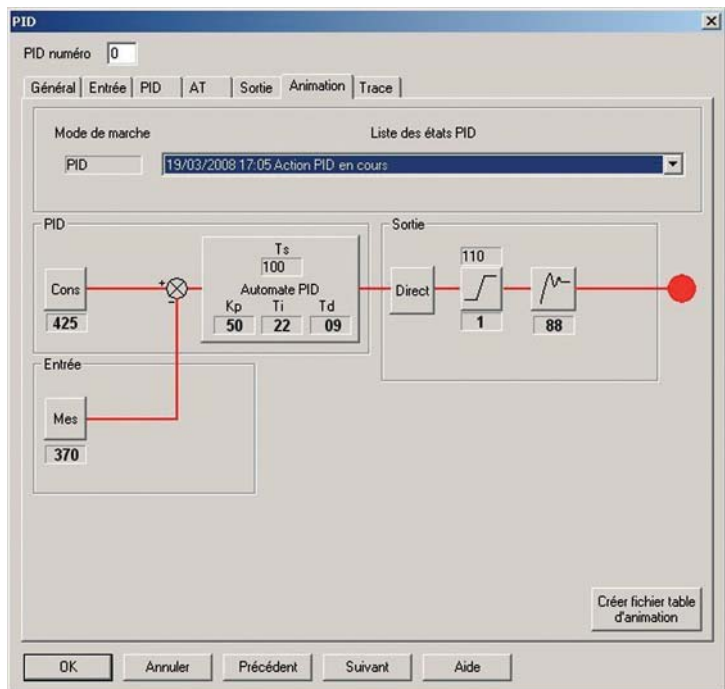 PID
PID numéro 0
Général Entrée PID AT Sortie Animation Trace
Mode de marche Liste des états PID
PID 19/03/2008 17:05 Action PID en cours
PID
Cons
425
+
-
Ts
100
Automate PID
Kp Ti Td
50 22 09
Sortie
Direct
110
1
88
Entrée
Mes
370
Créer fichier table
d'animation
OK Annuler Précédent Suivant Aide